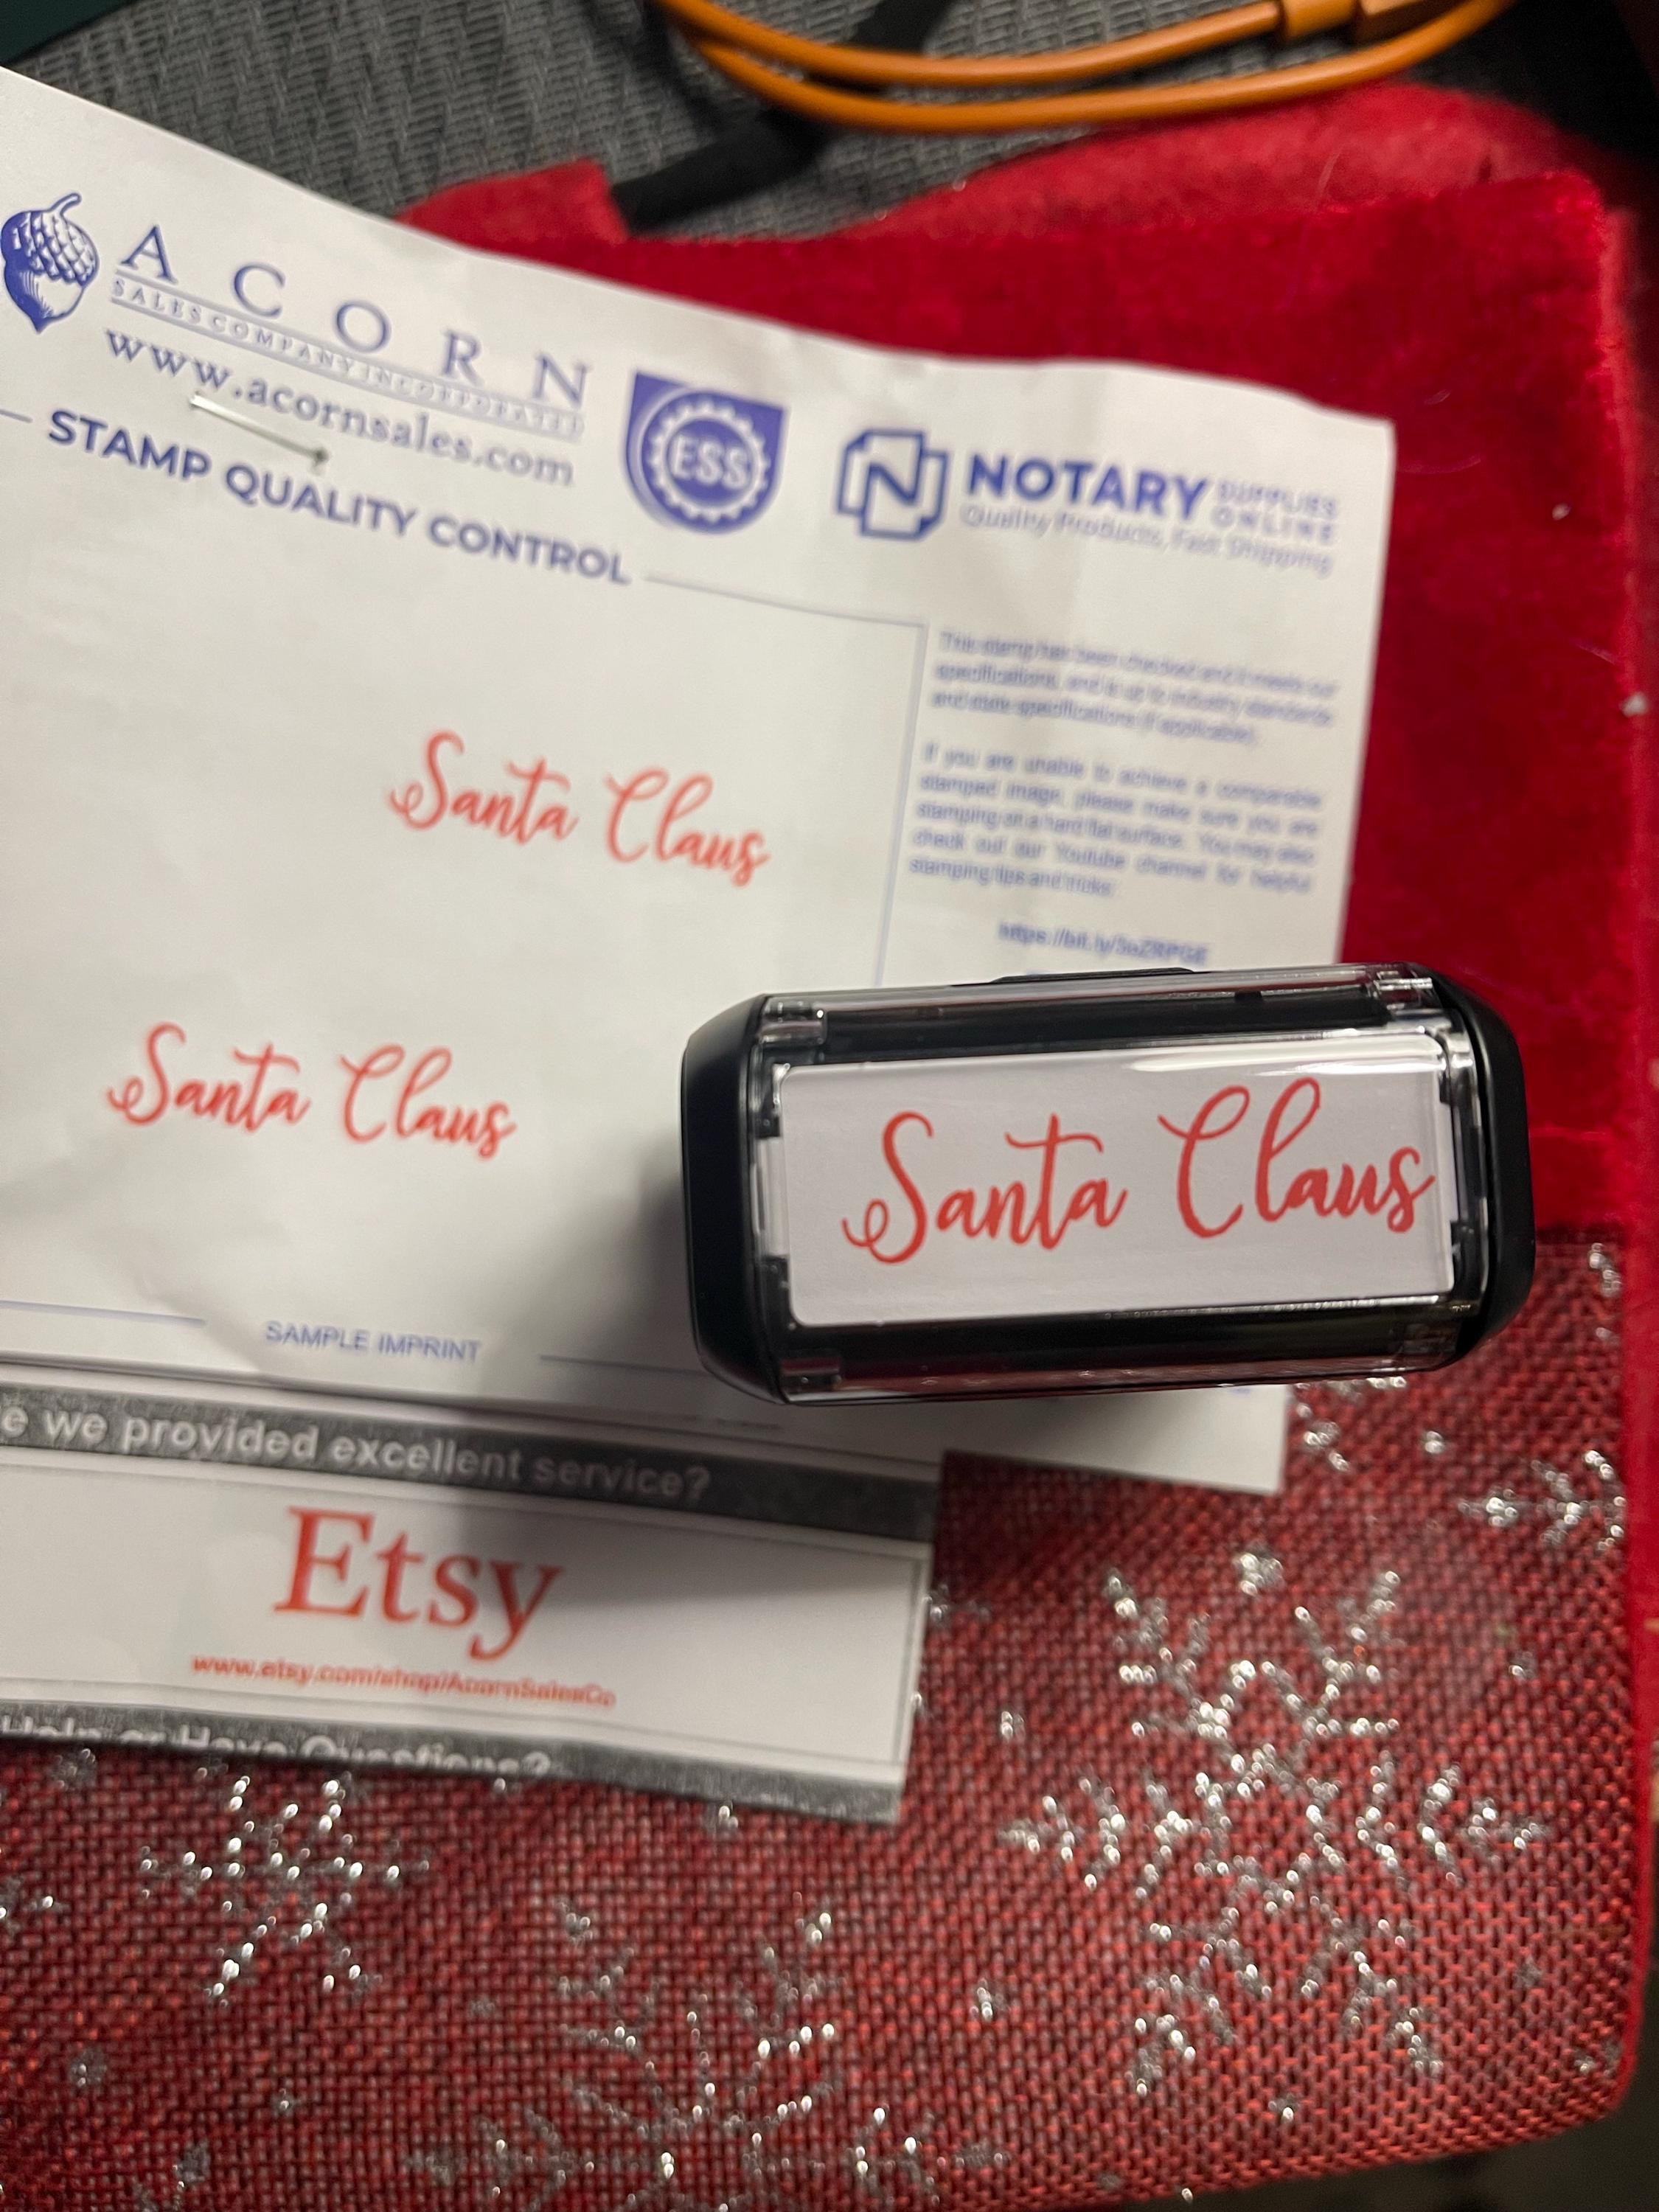 ACORN
SALES COMPANY INCORPORATED
www.acornsales.com
ESS
NOTARY SUPPLIES ONLINE
Quality Products, Fast Shipping
STAMP QUALITY CONTROL
This stamp has been checked and it meets our
specifications, and is up to industry standards
and state specifications (if applicable).
If you are unable to achieve a comparable
stamped image, please make sure you are
stamping on a hard flat surface. You may also
check out our Youtube channel for helpful
stamping tips and tricks:
Santa Claus
Santa Claus
Santa Claus
SAMPLE IMPRINT
e we provided excellent service?
Etsy
www.etsy.com/shop/AcornSalesCo
Help or Have Questions?